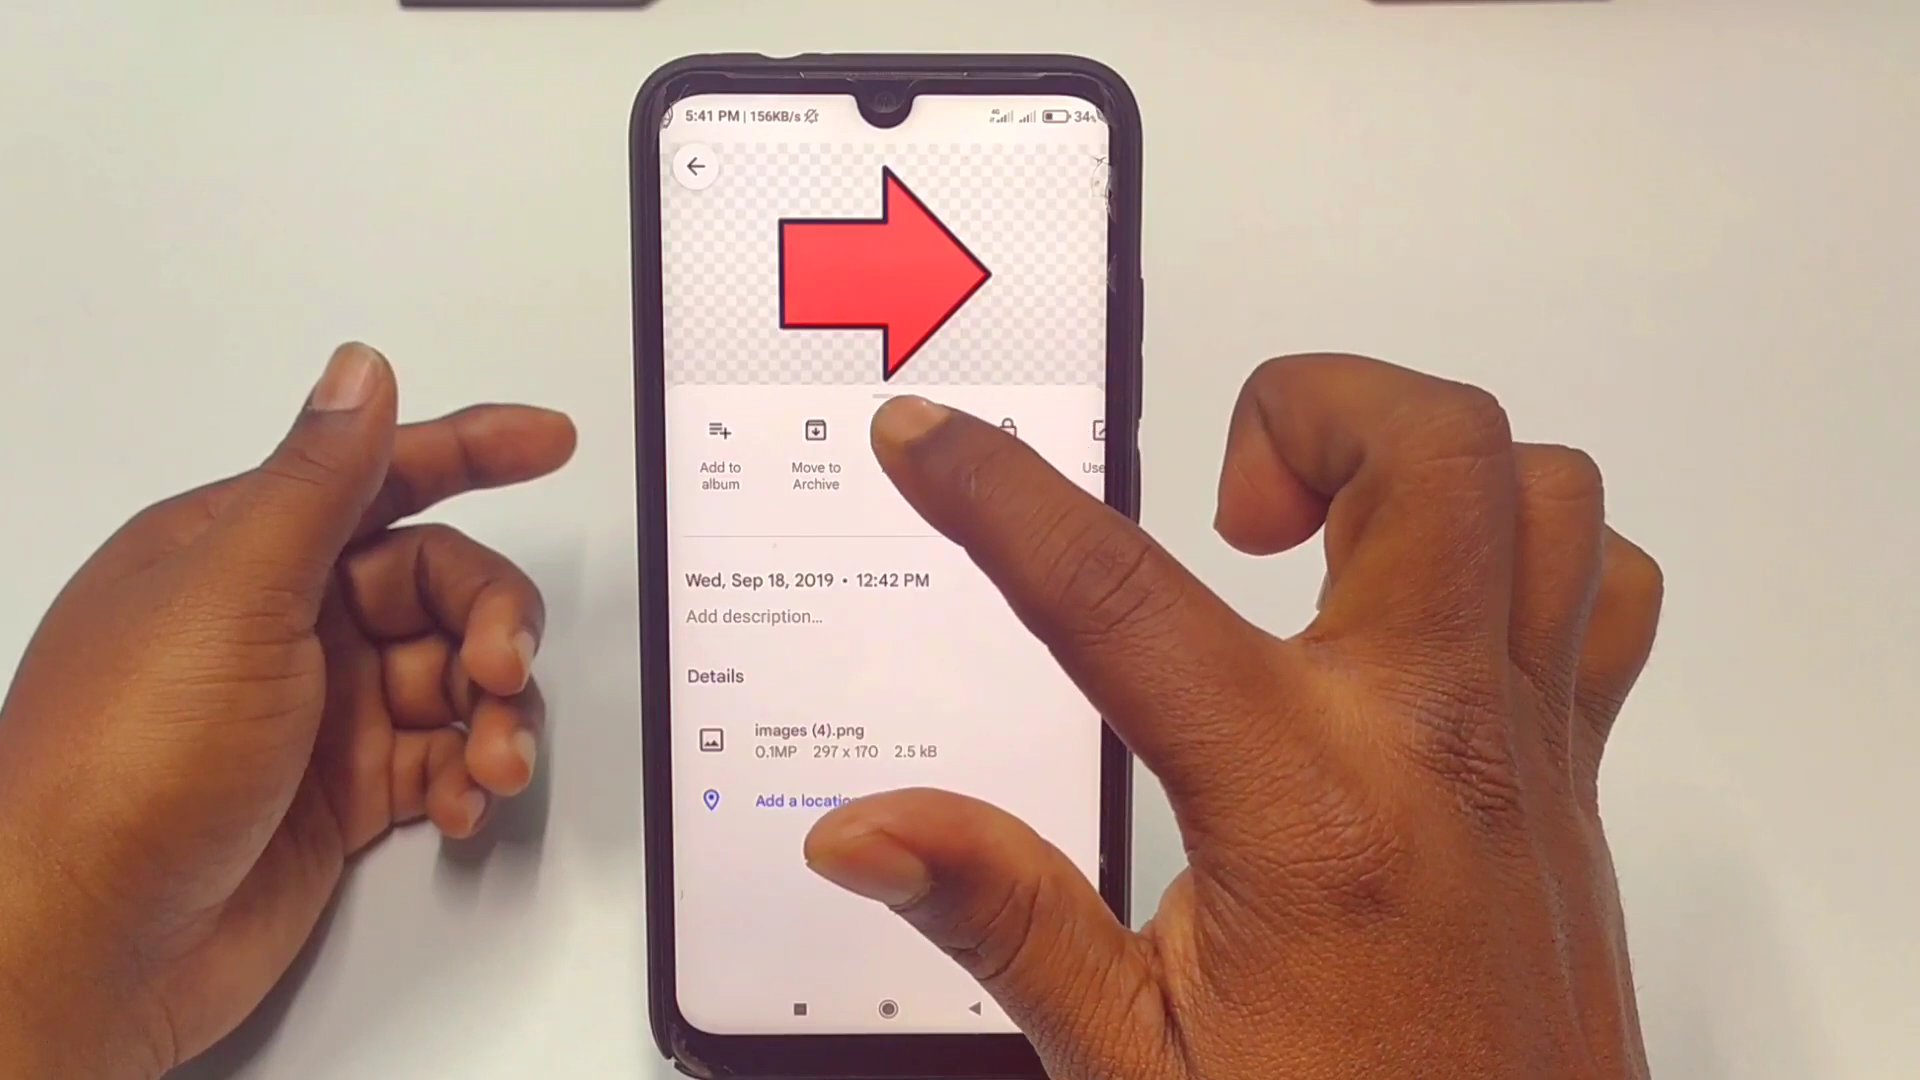 5:41 PM | 156KB/s
4G
34
Add to
album
Move to
Archive
Use
Wed, Sep 18, 2019 • 12:42 PM
Add description...
Details
images (4).png
0.1MP 297 x 170 2.5 kB
Add a locatio